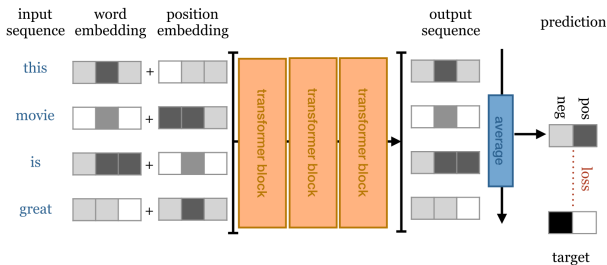 input sequence
word embedding
position embedding
output sequence
prediction
this
+
movie
+
is
+
great
+
transformer block
transformer block
transformer block
average
neg
pos
loss
target